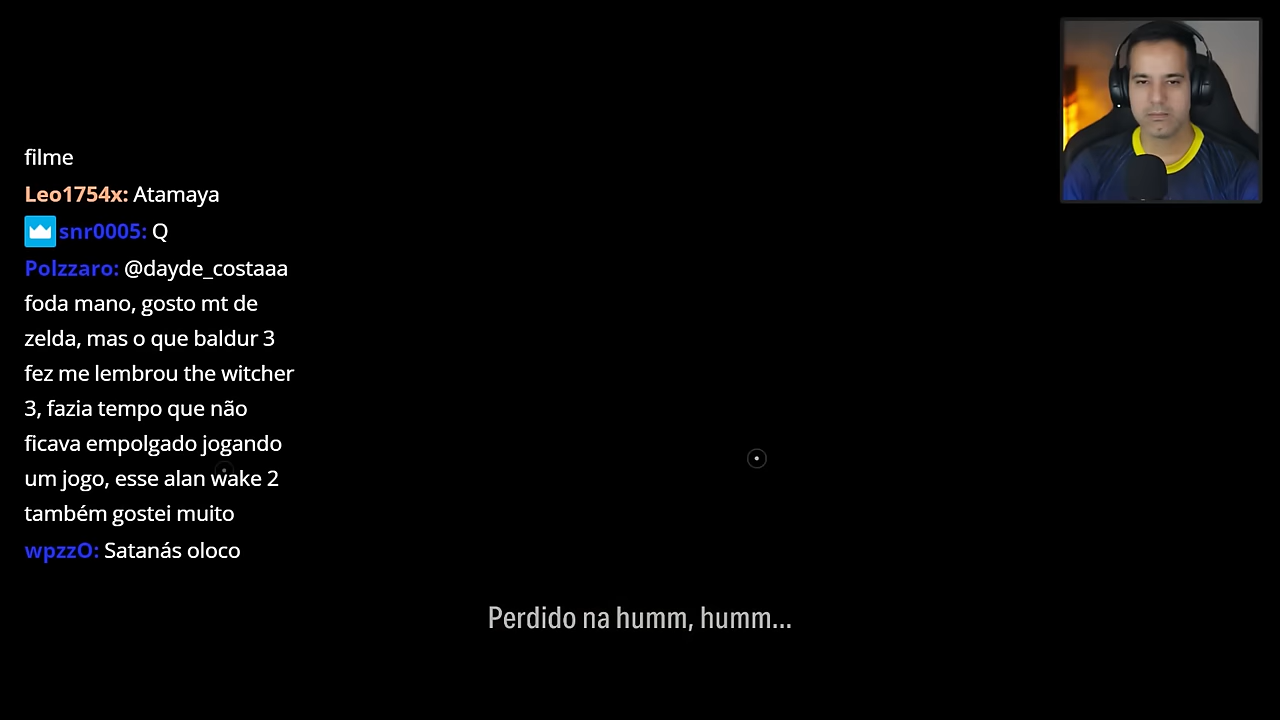 filme
Leo1754x: Atamaya
snr0005: Q
Polzzaro: @dayde_costaaa
foda mano, gosto mt de
zelda, mas o que baldur 3
fez me lembrou the witcher
3, fazia tempo que não
ficava empolgado jogando
um jogo, esse alan wake 2
também gostei muito
wpzzO: Satanás oloco
Perdido na humm, humm...